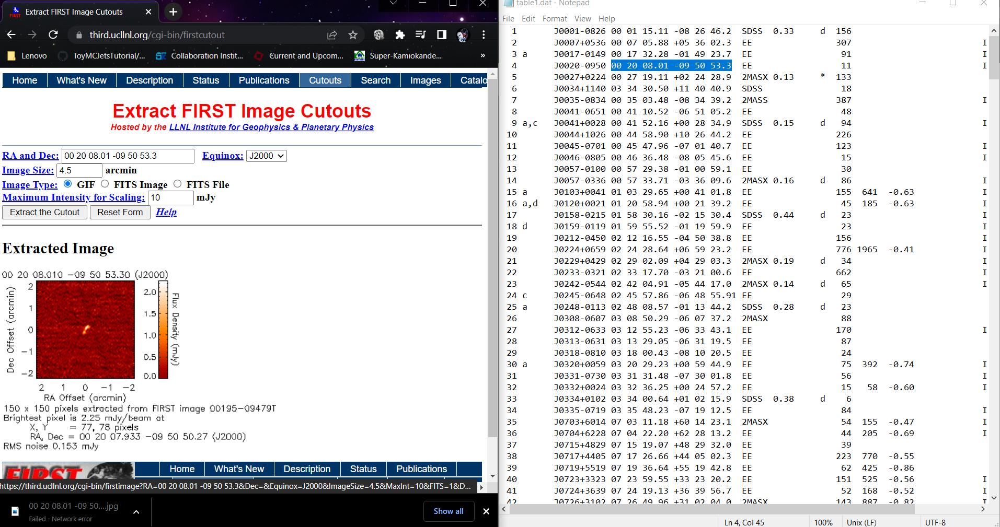 Extract FIRST Image Cutouts
third.ucllnl.org/cgi-bin/firstcutout
Lenovo ToyMCJetsTutorial/... Collaboration Instit... Current and Upcom... Super-Kamiokande... »
Home What's New Description Status Publications Cutouts Search Images Catalo
Extract FIRST Image Cutouts
Hosted by the LLNL Institute for Geophysics & Planetary Physics
RA and Dec: 00 20 08.01 -09 50 53.3 Equinox: J2000
Image Size: 4.5 arcmin
Image Type: GIF FITS Image FITS File
Maximum Intensity for Scaling: 10 mJy
Extract the Cutout Reset Form Help
Extracted Image
00 20 08.010 -09 50 53.30 (J2000)
Dec Offset (arcmin)
2
1
0
-1
-2
2 1 0 -1 -2
RA Offset (arcmin)
2.0
1.5
1.0
0.5
0.0
Flux Density (mJy)
150 x 150 pixels extracted from FIRST image 00195-09479T
Brightest pixel is 2.25 mJy/beam at
X, Y = 77, 78 pixels
RA, Dec = 00 20 07.933 -09 50 50.27 (J2000)
RMS noise 0.153 mJy
FIRST
Home What's New Description Status Publications
https://third.ucllnl.org/cgi-bin/firstimage?RA=00 20 08.01 -09 50 53.3&Dec=&Equinox=J2000&ImageSize=4.5&MaxInt=10&FITS=1&D...
00 20 08.01 -09 50....jpg
Failed - Network error
Show all
table1.dat - Notepad
File Edit Format View Help
1 J0001-0826 00 01 15.11 -08 26 46.2 SDSS 0.33 d 156
2 J0007+0536 00 07 05.88 +05 36 02.3 EE 307 I
3 a J0017-0149 00 17 32.28 -01 49 23.7 EE 91 I
4 J0020-0950 00 20 08.01 -09 50 53.3 EE 11 I
5 J0027+0224 00 27 19.11 +02 24 28.9 2MASX 0.13 * 133
6 J0034+1140 03 34 30.50 +11 40 40.9 SDSS 18
7 J0035-0834 00 35 03.48 -08 34 39.2 2MASS 387 I
8 J0041-0651 00 41 10.52 -06 51 05.2 EE 48
9 a,c J0041+0028 00 41 52.16 +00 28 34.9 SDSS 0.15 d 94 I
10 J0044+1026 00 44 58.90 +10 26 44.2 EE 226
11 J0045-0701 00 45 47.96 -07 01 40.7 EE 123 I
12 J0046-0805 00 46 36.48 -08 05 45.6 EE 15 I
13 J0057-0100 00 57 29.38 -01 00 59.1 EE 30
14 J0057-0336 00 57 33.71 -03 36 09.6 2MASX 0.16 d 86 I
15 a J0103+0041 01 03 29.65 +00 41 01.8 EE 155 641 -0.63 I
16 a,d J0120+0021 01 20 58.94 +00 21 39.2 EE 45 185 -0.63 I
17 J0158-0215 01 58 30.16 -02 15 30.4 SDSS 0.44 d 23 I
18 d J0159-0119 01 59 55.52 -01 19 59.9 EE 23 I
19 J0212-0450 02 12 16.55 -04 50 38.8 EE 156 I
20 J0224+0659 02 24 28.64 +06 59 23.2 EE 776 1965 -0.41 I
21 J0229+0429 02 29 02.09 +04 29 03.3 2MASX 0.19 d 34 I
22 J0233-0321 02 33 17.70 -03 21 00.6 EE 662 I
23 J0242-0544 02 42 04.91 -05 44 17.0 2MASX 0.14 d 65 I
24 c J0245-0648 02 45 57.86 -06 48 55.91 EE 29
25 a J0248-0113 02 48 08.57 -01 13 44.2 SDSS 0.28 d 23
26 J0308-0607 03 08 50.29 -06 07 37.2 2MASX 88
27 J0312-0633 03 12 55.23 -06 33 43.1 EE 170 I
28 J0313-0631 03 13 29.05 -06 31 19.5 EE 87
29 J0318-0810 03 18 00.43 -08 10 20.5 EE 24
30 a J0320+0059 03 20 29.23 +00 59 44.9 EE 75 392 -0.74 I
31 J0331-0730 03 31 31.48 -07 30 01.8 EE 56 I
32 J0332+0024 03 32 36.25 +00 24 57.2 EE 15 58 -0.60 I
33 J0334+0102 03 34 00.64 +01 02 15.9 SDSS 0.38 d 6
34 J0335-0719 03 35 48.23 -07 19 12.5 EE 84 I
35 J0703+6014 07 03 11.18 +60 14 23.1 2MASX 54 155 -0.47 I
36 J0704+6228 07 04 22.20 +62 28 13.2 EE 44 205 -0.69 I
37 J0715+4829 07 15 19.07 +48 29 32.0 EE 39
38 J0717+4405 07 17 26.66 +44 05 02.3 EE 223 770 -0.55
39 J0719+5519 07 19 36.64 +55 19 42.8 EE 62 425 -0.86
40 J0723+3323 07 23 59.55 +33 23 20.2 EE 151 525 -0.56 I
41 J0724+3639 07 24 19.13 +36 39 56.7 EE 52 168 -0.52 I
42 J0726+3102 07 26 49.96 +31 02 04.0 2MASX 143 887 -0.82 I
Ln 4, Col 45 100% Unix (LF) UTF-8